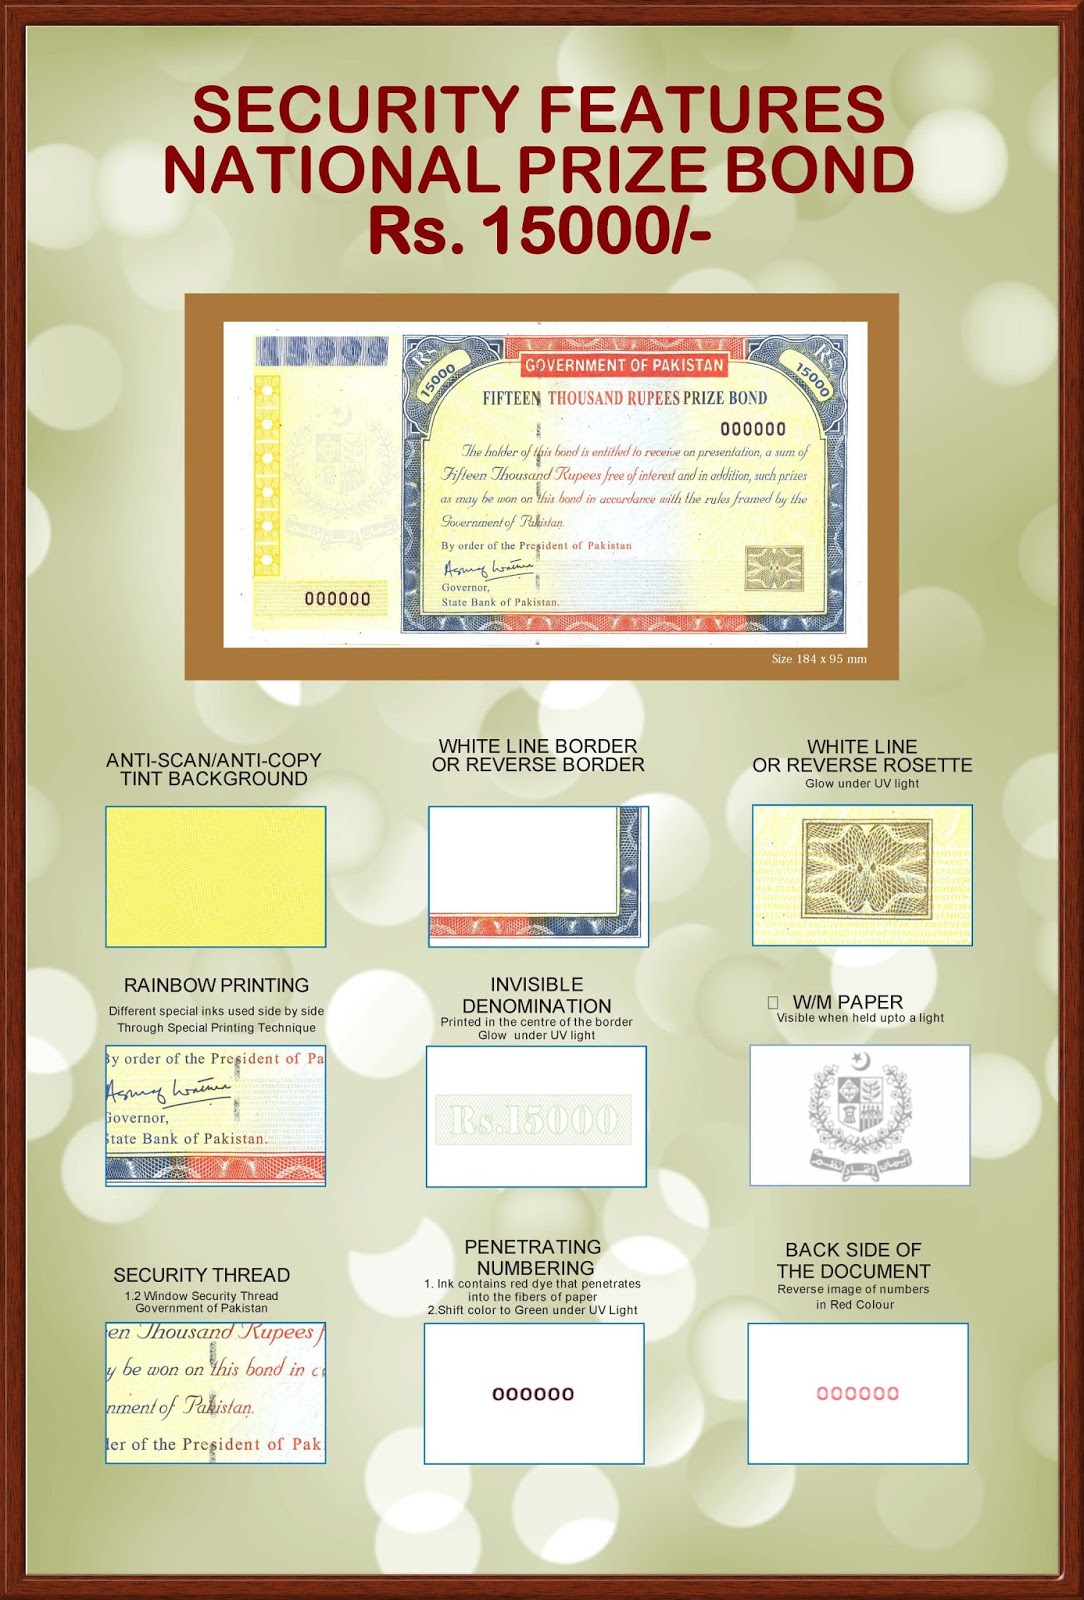 SECURITY FEATURES
NATIONAL PRIZE BOND
Rs. 15000/-
15000
Rs
15000
GOVERNMENT OF PAKISTAN
Rs
15000
FIFTEEN THOUSAND RUPEES PRIZE BOND
000000
The holder of this bond is entitled to receive on presentation, a sum of
Fifteen Thousand Rupees free of interest and in addition, such prizes
as may be won on this bond in accordance with the rules framed by the
Government of Pakistan.
By order of the President of Pakistan
Governor,
State Bank of Pakistan.
000000
Size 184 x 95 mm
ANTI-SCAN/ANTI-COPY
TINT BACKGROUND
WHITE LINE BORDER
OR REVERSE BORDER
WHITE LINE
OR REVERSE ROSETTE
Glow under UV light
RAINBOW PRINTING
Different special inks used side by side
Through Special Printing Technique
By order of the President of Pa
Governor,
State Bank of Pakistan.
INVISIBLE
DENOMINATION
Printed in the centre of the border
Glow under UV light
Rs.15000
W/M PAPER
Visible when held upto a light
SECURITY THREAD
1.2 Window Security Thread
Government of Pakistan
en Thousand Rupees f
y be won on this bond in c
nment of Pakistan.
der of the President of Pak
PENETRATING
NUMBERING
1. Ink contains red dye that penetrates
into the fibers of paper
2.Shift color to Green under UV Light
000000
BACK SIDE OF
THE DOCUMENT
Reverse image of numbers
in Red Colour
000000